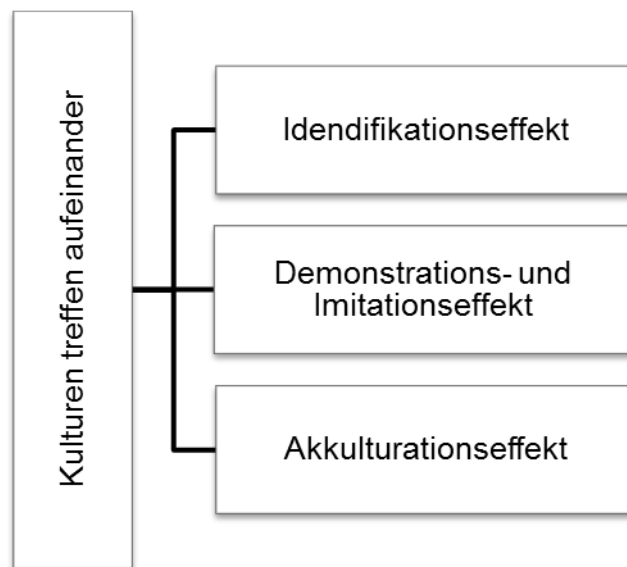 Kulturen treffen aufeinander
Idendifikationseffekt
Demonstrations- und
Imitationseffekt
Akkulturationseffekt